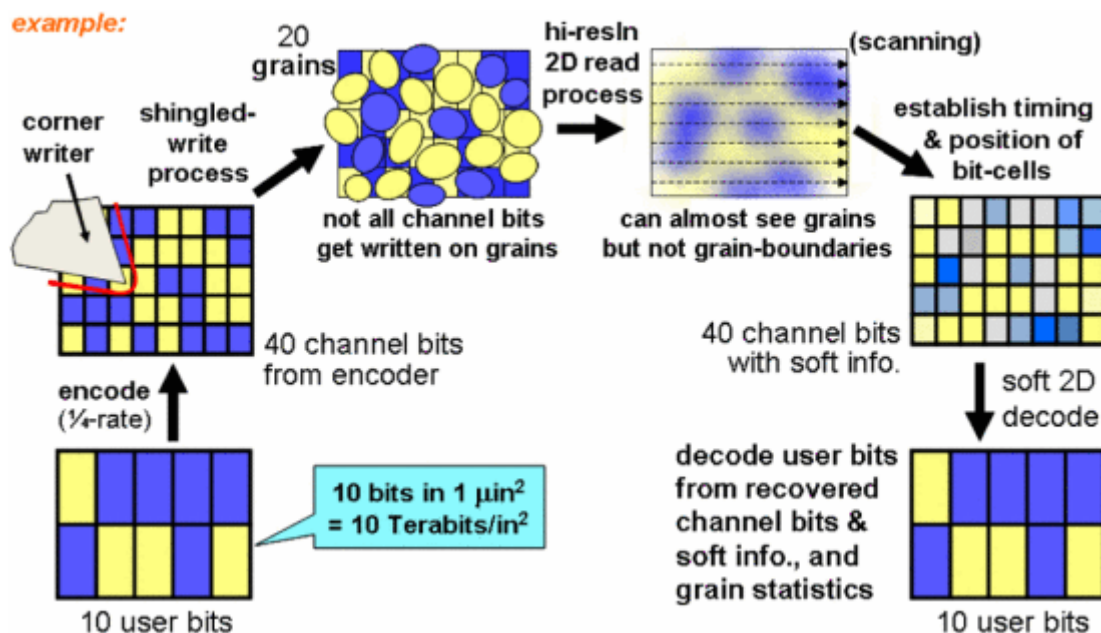 example:
corner
writer
shingled-
write
process
20
grains
not all channel bits
get written on grains
hi-resln
2D read
process
(scanning)
can almost see grains
but not grain-boundaries
establish timing
& position of
bit-cells
40 channel bits
from encoder
encode
(¼-rate)
10 bits in 1 µin²
= 10 Terabits/in²
10 user bits
40 channel bits
with soft info.
soft 2D
decode
decode user bits
from recovered
channel bits &
soft info., and
grain statistics
10 user bits